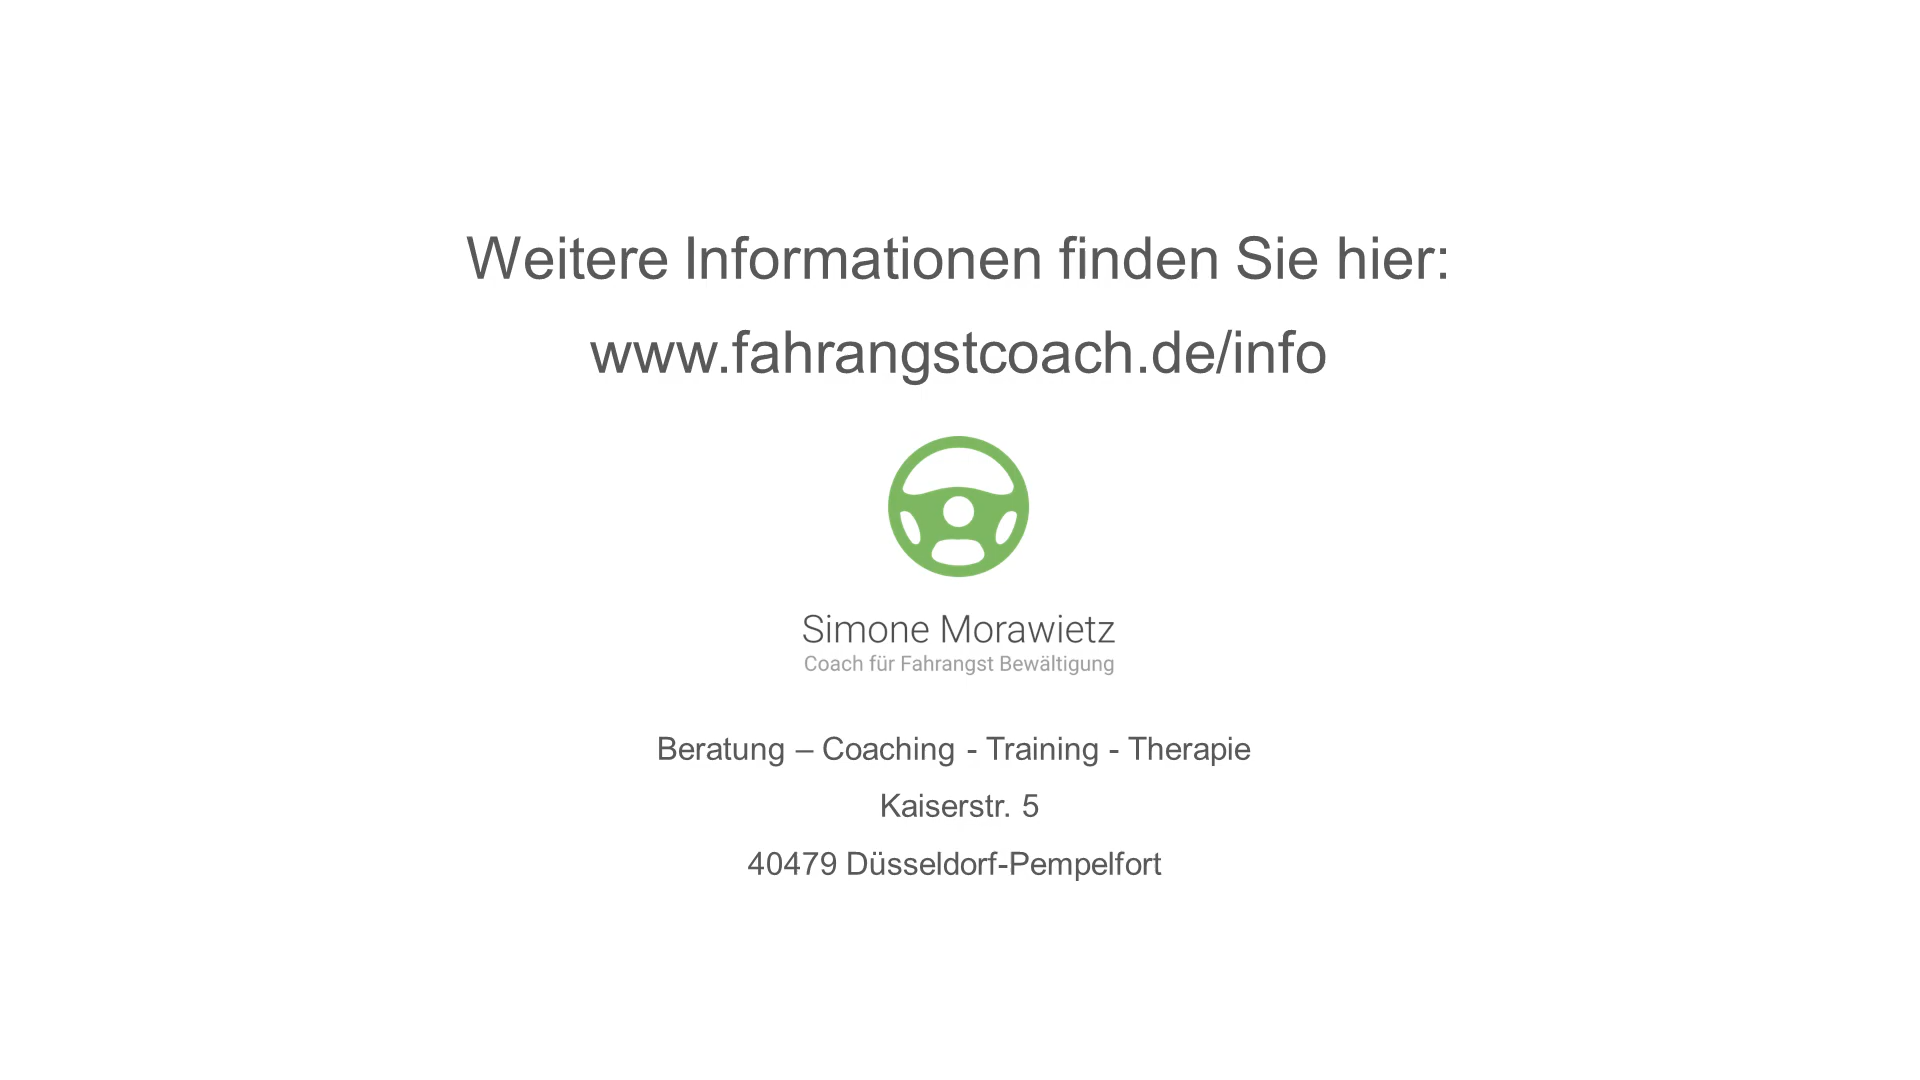 Weitere Informationen finden Sie hier:
www.fahrangstcoach.de/info
Simone Morawietz
Coach für Fahrangst Bewältigung
Beratung – Coaching - Training - Therapie
Kaiserstr. 5
40479 Düsseldorf-Pempelfort